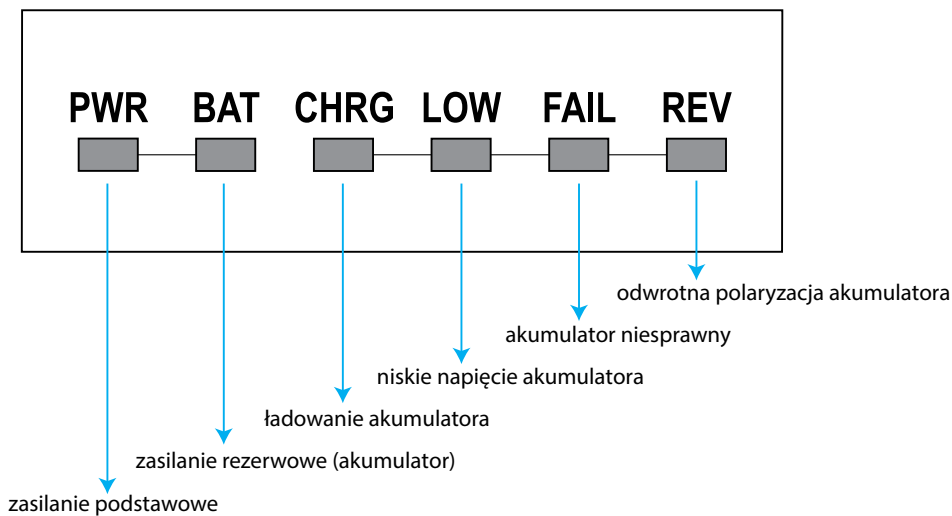 PWR BAT CHRG LOW FAIL REV
odwrotna polaryzacja akumulatora
akumulator niesprawny
niskie napięcie akumulatora
ładowanie akumulatora
zasilanie rezerwowe (akumulator)
zasilanie podstawowe